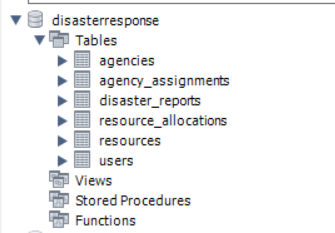 disasterresponse
Tables
agencies
agency_assignments
disaster_reports
resource_allocations
resources
users
Views
Stored Procedures
Functions